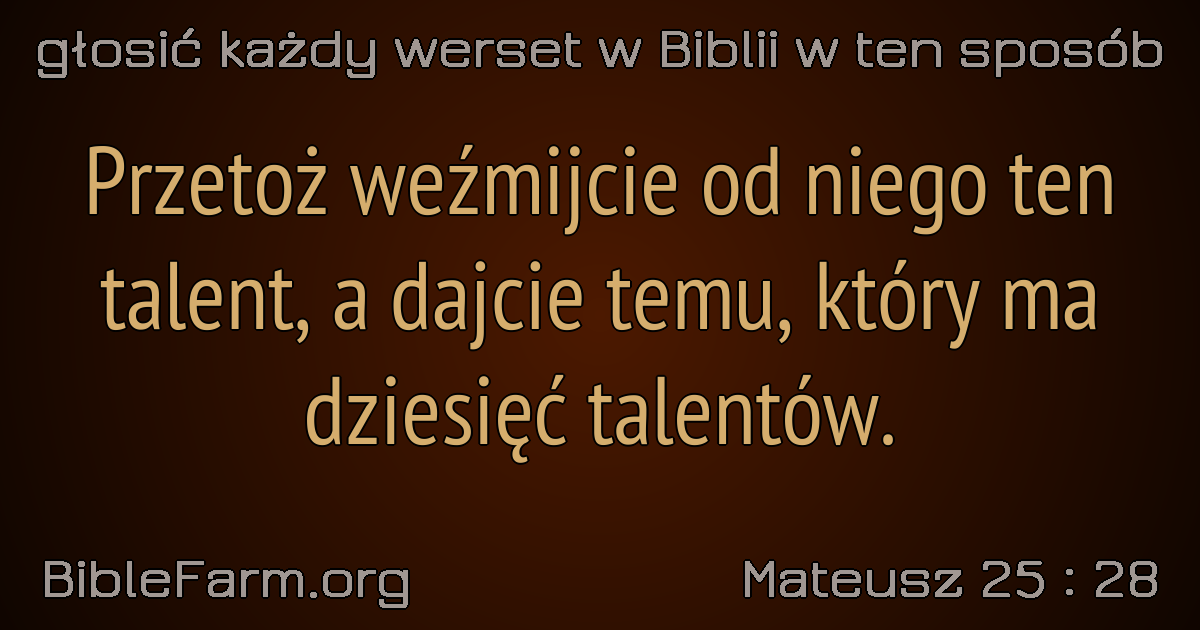 głosić każdy werset w Biblii w ten sposób
Przetoż weźmijcie od niego ten
talent, a dajcie temu, który ma
dziesięć talentów.
BibleFarm.org
Mateusz 25 : 28